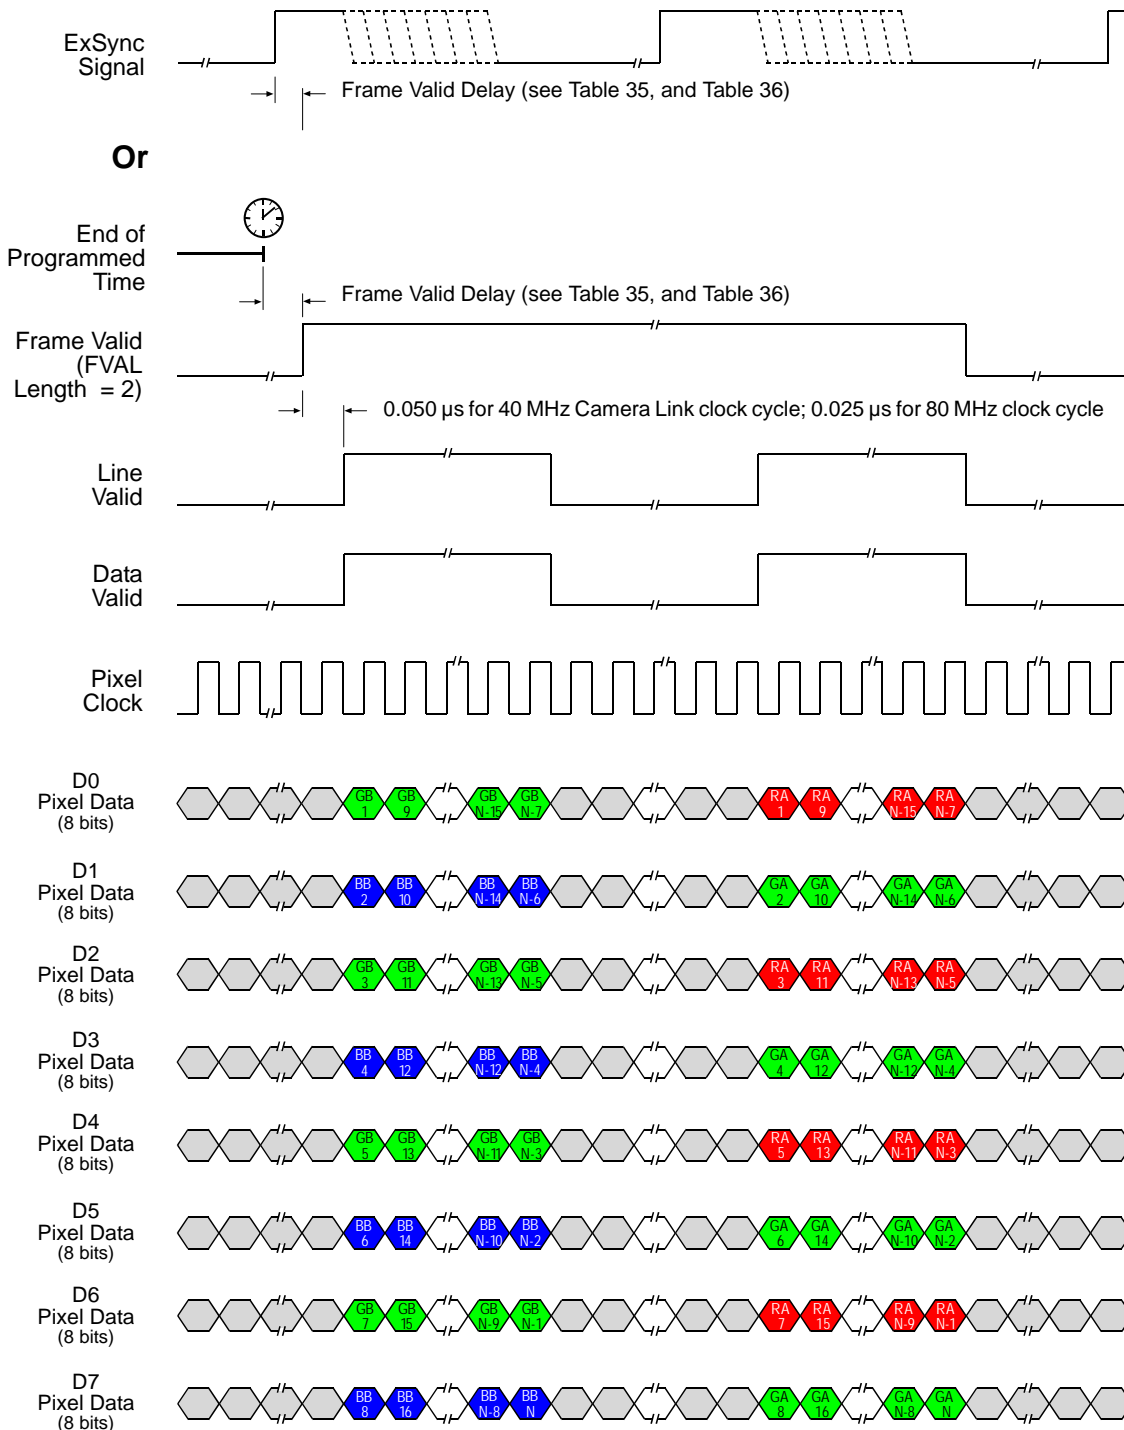 ExSync
Signal
Frame Valid Delay (see Table 35, and Table 36)
Or
End of
Programmed
Time
Frame Valid Delay (see Table 35, and Table 36)
Frame Valid
(FVAL
Length = 2)
0.050 µs for 40 MHz Camera Link clock cycle; 0.025 µs for 80 MHz clock cycle
Line
Valid
Data
Valid
Pixel
Clock
D0
Pixel Data
(8 bits)
GB 1 GB 9 GB N-15 GB N-7 RA 1 RA 9 RA N-15 RA N-7
D1
Pixel Data
(8 bits)
BB 2 BB 10 BB N-14 BB N-6 GA 2 GA 10 GA N-14 GA N-6
D2
Pixel Data
(8 bits)
GB 3 GB 11 GB N-13 GB N-5 RA 3 RA 11 RA N-13 RA N-5
D3
Pixel Data
(8 bits)
BB 4 BB 12 BB N-12 BB N-4 GA 4 GA 12 GA N-12 GA N-4
D4
Pixel Data
(8 bits)
GB 5 GB 13 GB N-11 GB N-3 RA 5 RA 13 RA N-11 RA N-3
D5
Pixel Data
(8 bits)
BB 6 BB 14 BB N-10 BB N-2 GA 6 GA 14 GA N-10 GA N-2
D6
Pixel Data
(8 bits)
GB 7 GB 15 GB N-9 GB N-1 RA 7 RA 15 RA N-9 RA N-1
D7
Pixel Data
(8 bits)
BB 8 BB 16 BB N-8 BB N GA 8 GA 16 GA N-8 GA N